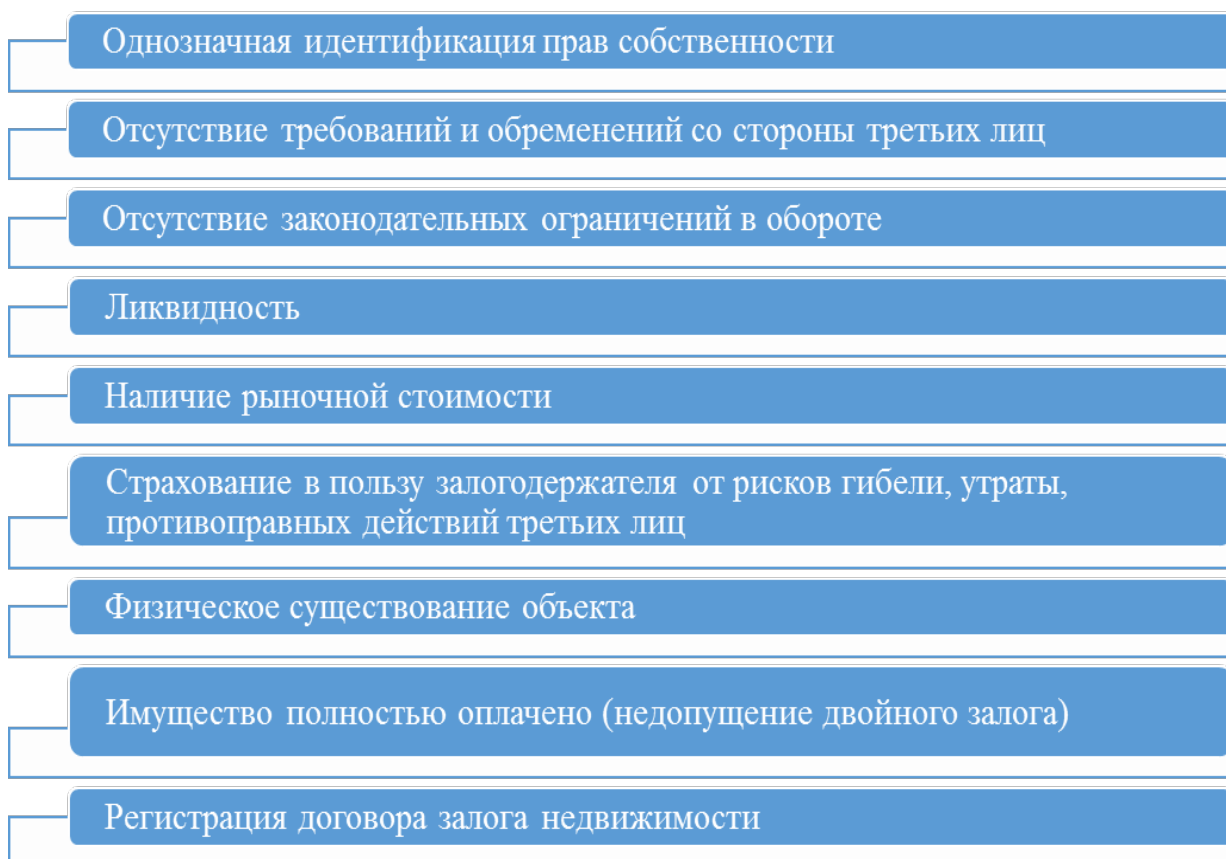 Однозначная идентификация прав собственности
Отсутствие требований и обременений со стороны третьих лиц
Отсутствие законодательных ограничений в обороте
Ликвидность
Наличие рыночной стоимости
Страхование в пользу залогодержателя от рисков гибели, утраты,
противоправных действий третьих лиц
Физическое существование объекта
Имущество полностью оплачено (недопущение двойного залога)
Регистрация договора залога недвижимости